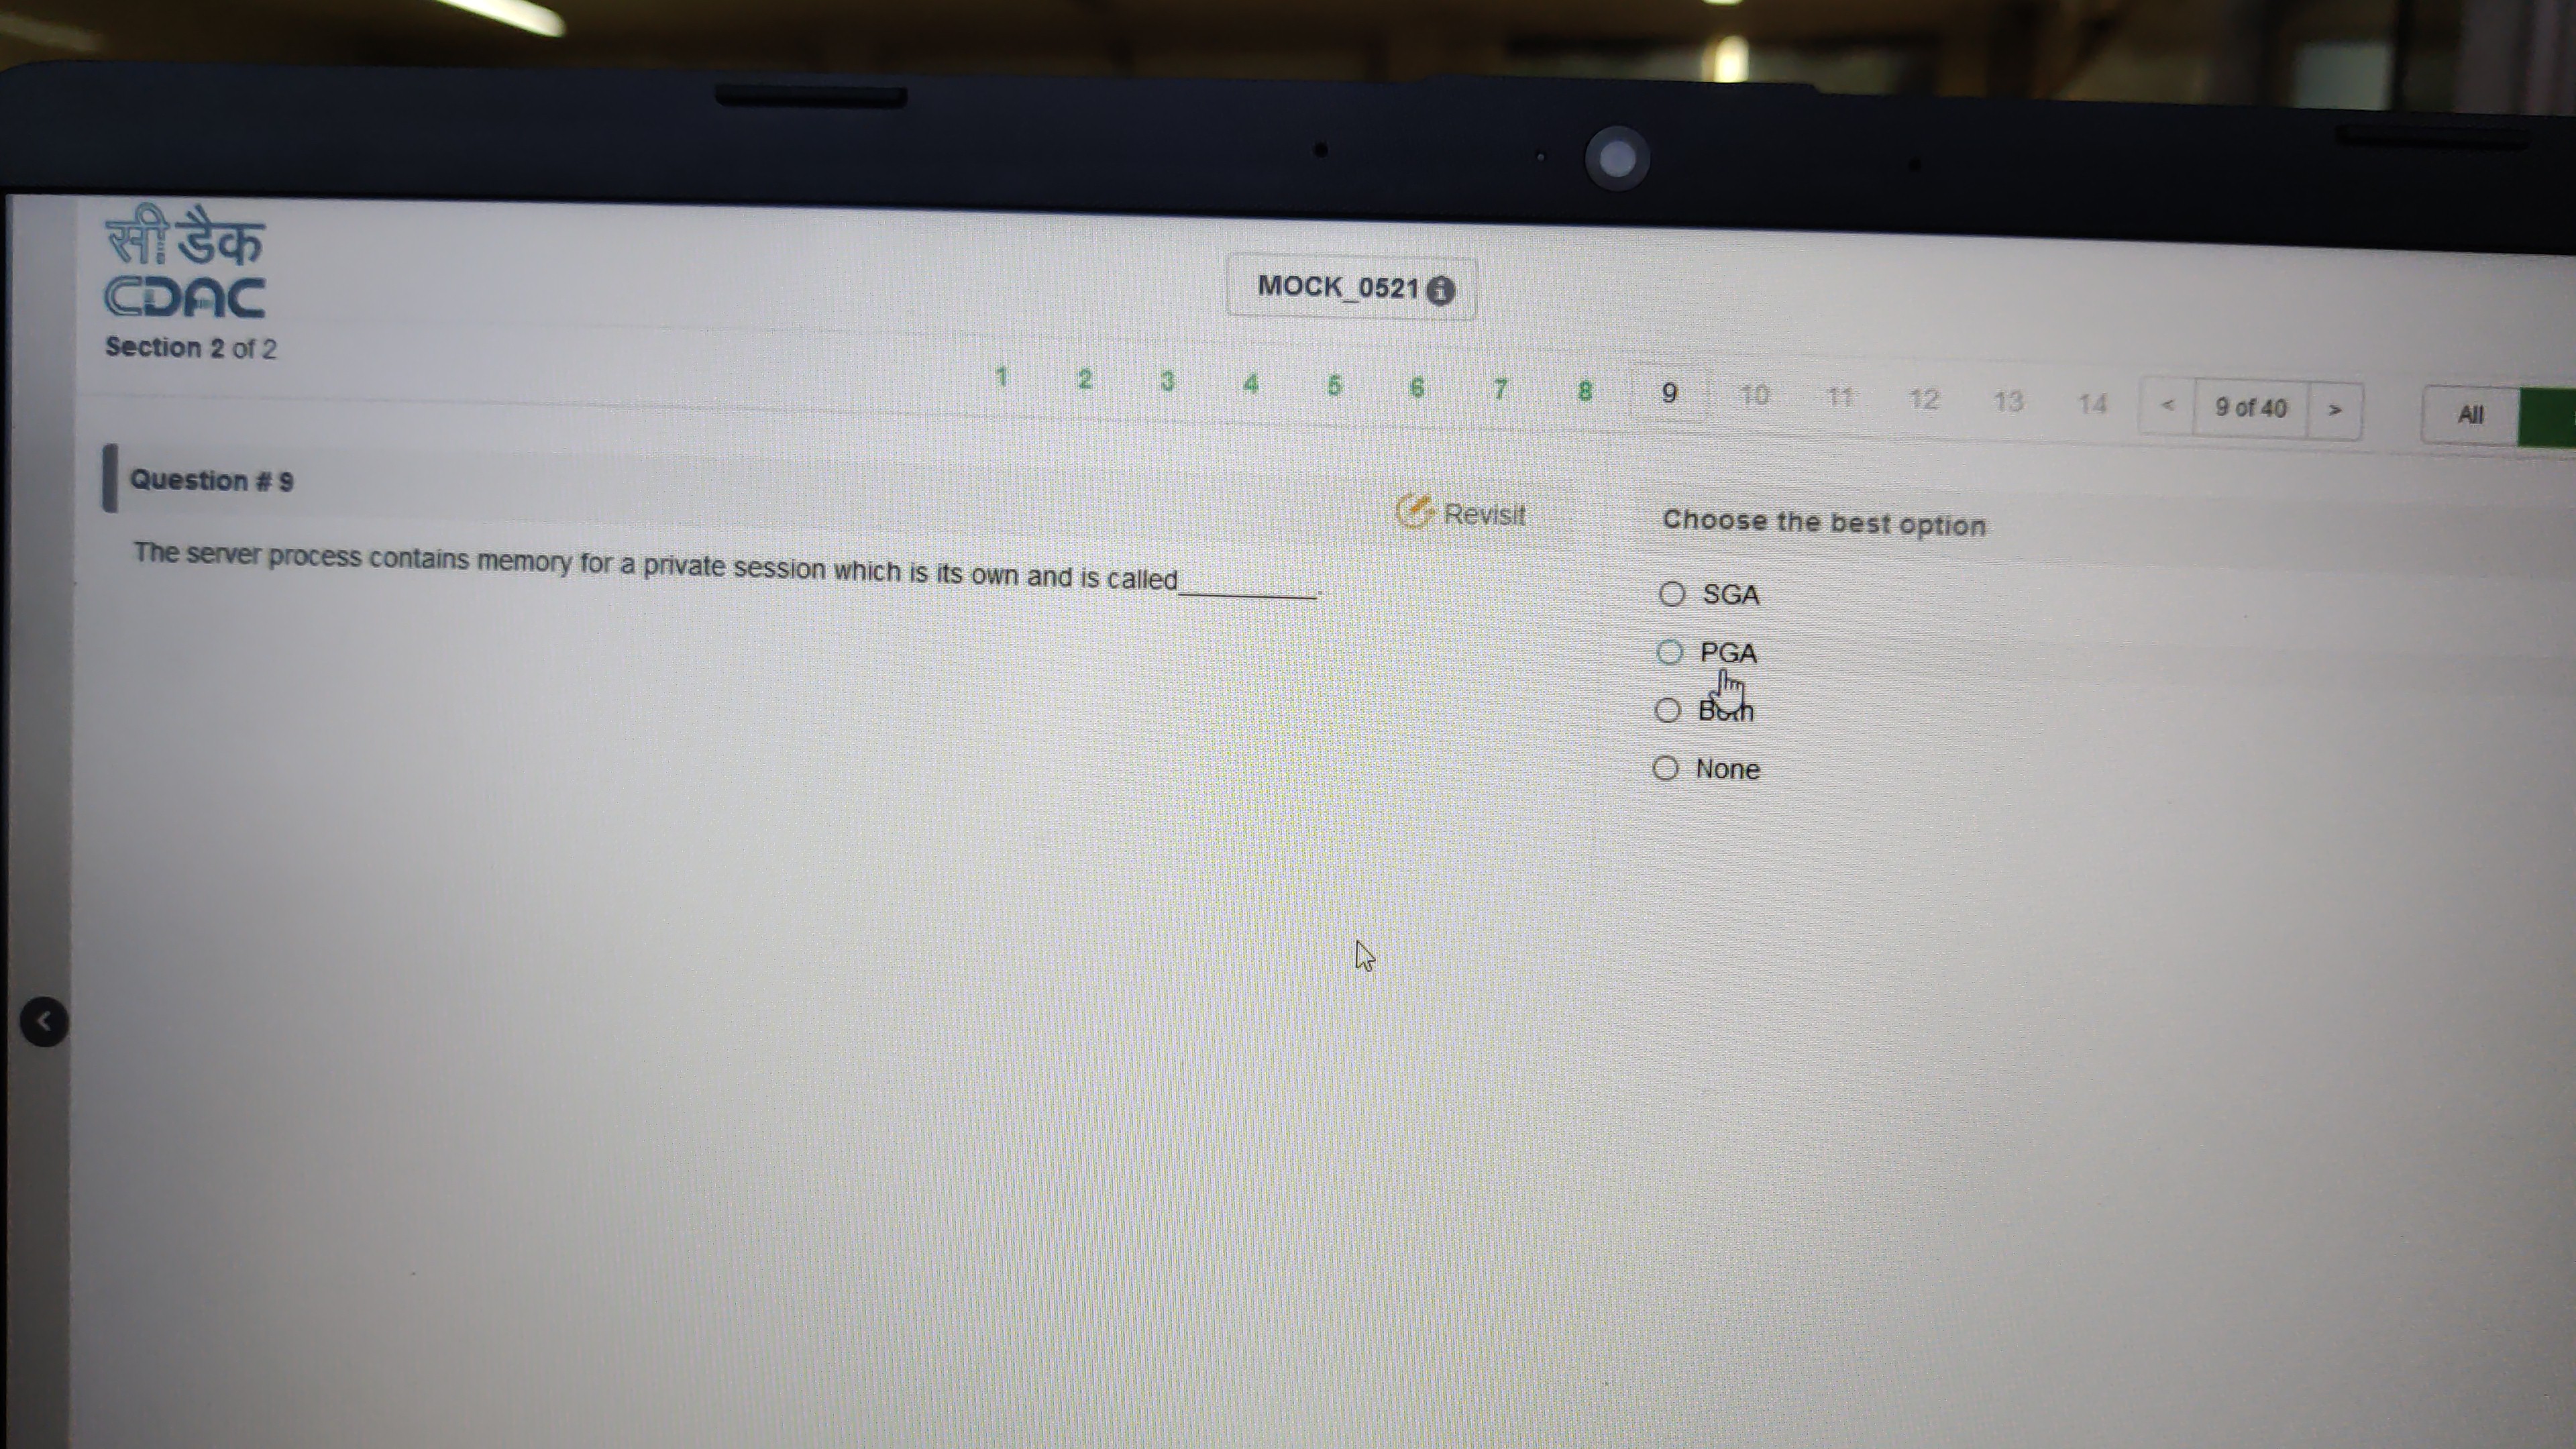 सी डैक
CDAC
MOCK_0521
Section 2 of 2
1 2 3 4 5 6 7 8 9 10 11 12 13 14 < 9 of 40 > All
Question # 9
Revisit
The server process contains memory for a private session which is its own and is called__________.
Choose the best option
SGA
PGA
Both
None